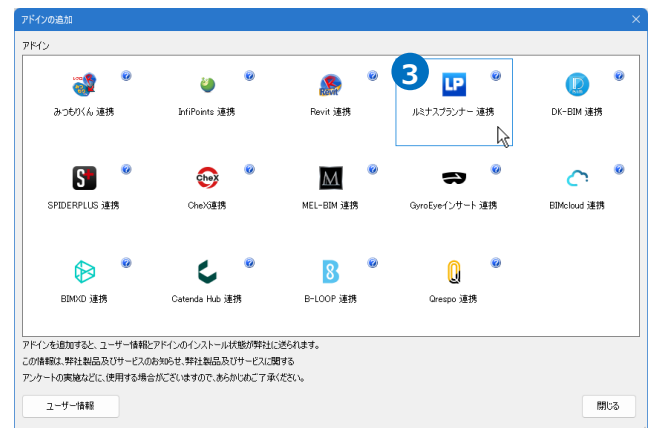 アドインの追加
アドイン
3
みつもりくん 連携
InfiPoints 連携
Revit
Revit 連携
LP
ルミナスプランナー 連携
DK-BIM 連携
S+
SPIDERPLUS 連携
CheX
CheX連携
M
MEL-BIM 連携
GyroEyeインサート 連携
BIMcloud 連携
BIMXD 連携
Catenda Hub 連携
8
B-LOOP 連携
Qrespo 連携
アドインを追加すると、ユーザー情報とアドインのインストール状態が弊社に送られます。
この情報は、弊社製品及びサービスのお知らせ、弊社製品及びサービスに関する
アンケートの実施などに、使用する場合がございますので、あらかじめご了承ください。
ユーザー情報
閉じる